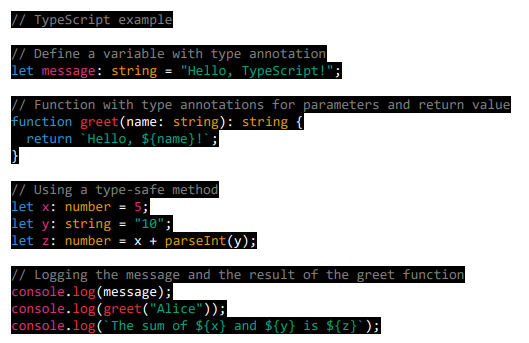 // TypeScript example
// Define a variable with type annotation
let message: string = "Hello, TypeScript!";
// Function with type annotations for parameters and return value
function greet(name: string): string {
  return `Hello, ${name}!`;
}
// Using a type-safe method
let x: number = 5;
let y: string = "10";
let z: number = x + parseInt(y);
// Logging the message and the result of the greet function
console.log(message);
console.log(greet("Alice"));
console.log(`The sum of ${x} and ${y} is ${z}`);